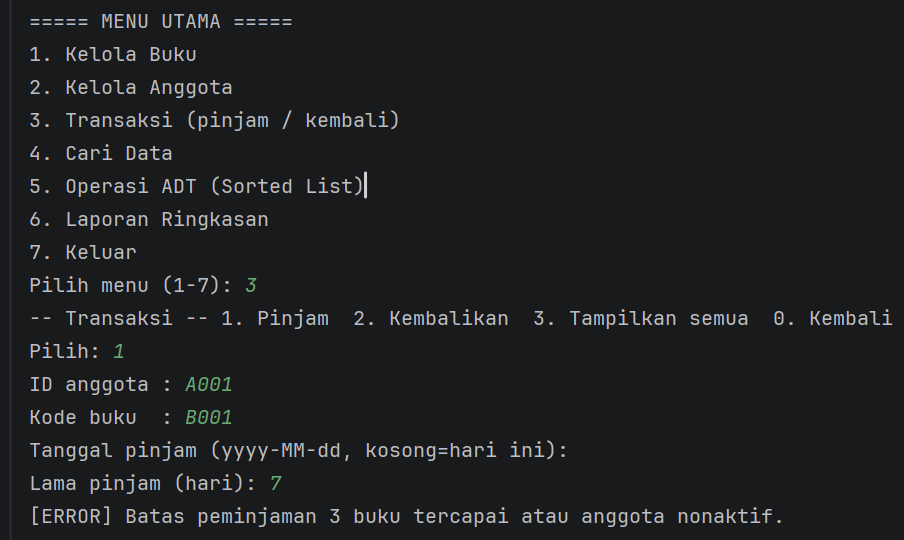 ===== MENU UTAMA =====
1. Kelola Buku
2. Kelola Anggota
3. Transaksi (pinjam / kembali)
4. Cari Data
5. Operasi ADT (Sorted List)
6. Laporan Ringkasan
7. Keluar
Pilih menu (1-7): 3
-- Transaksi -- 1. Pinjam  2. Kembalikan  3. Tampilkan semua  0. Kembali
Pilih: 1
ID anggota : A001
Kode buku  : B001
Tanggal pinjam (yyyy-MM-dd, kosong=hari ini):
Lama pinjam (hari): 7
[ERROR] Batas peminjaman 3 buku tercapai atau anggota nonaktif.